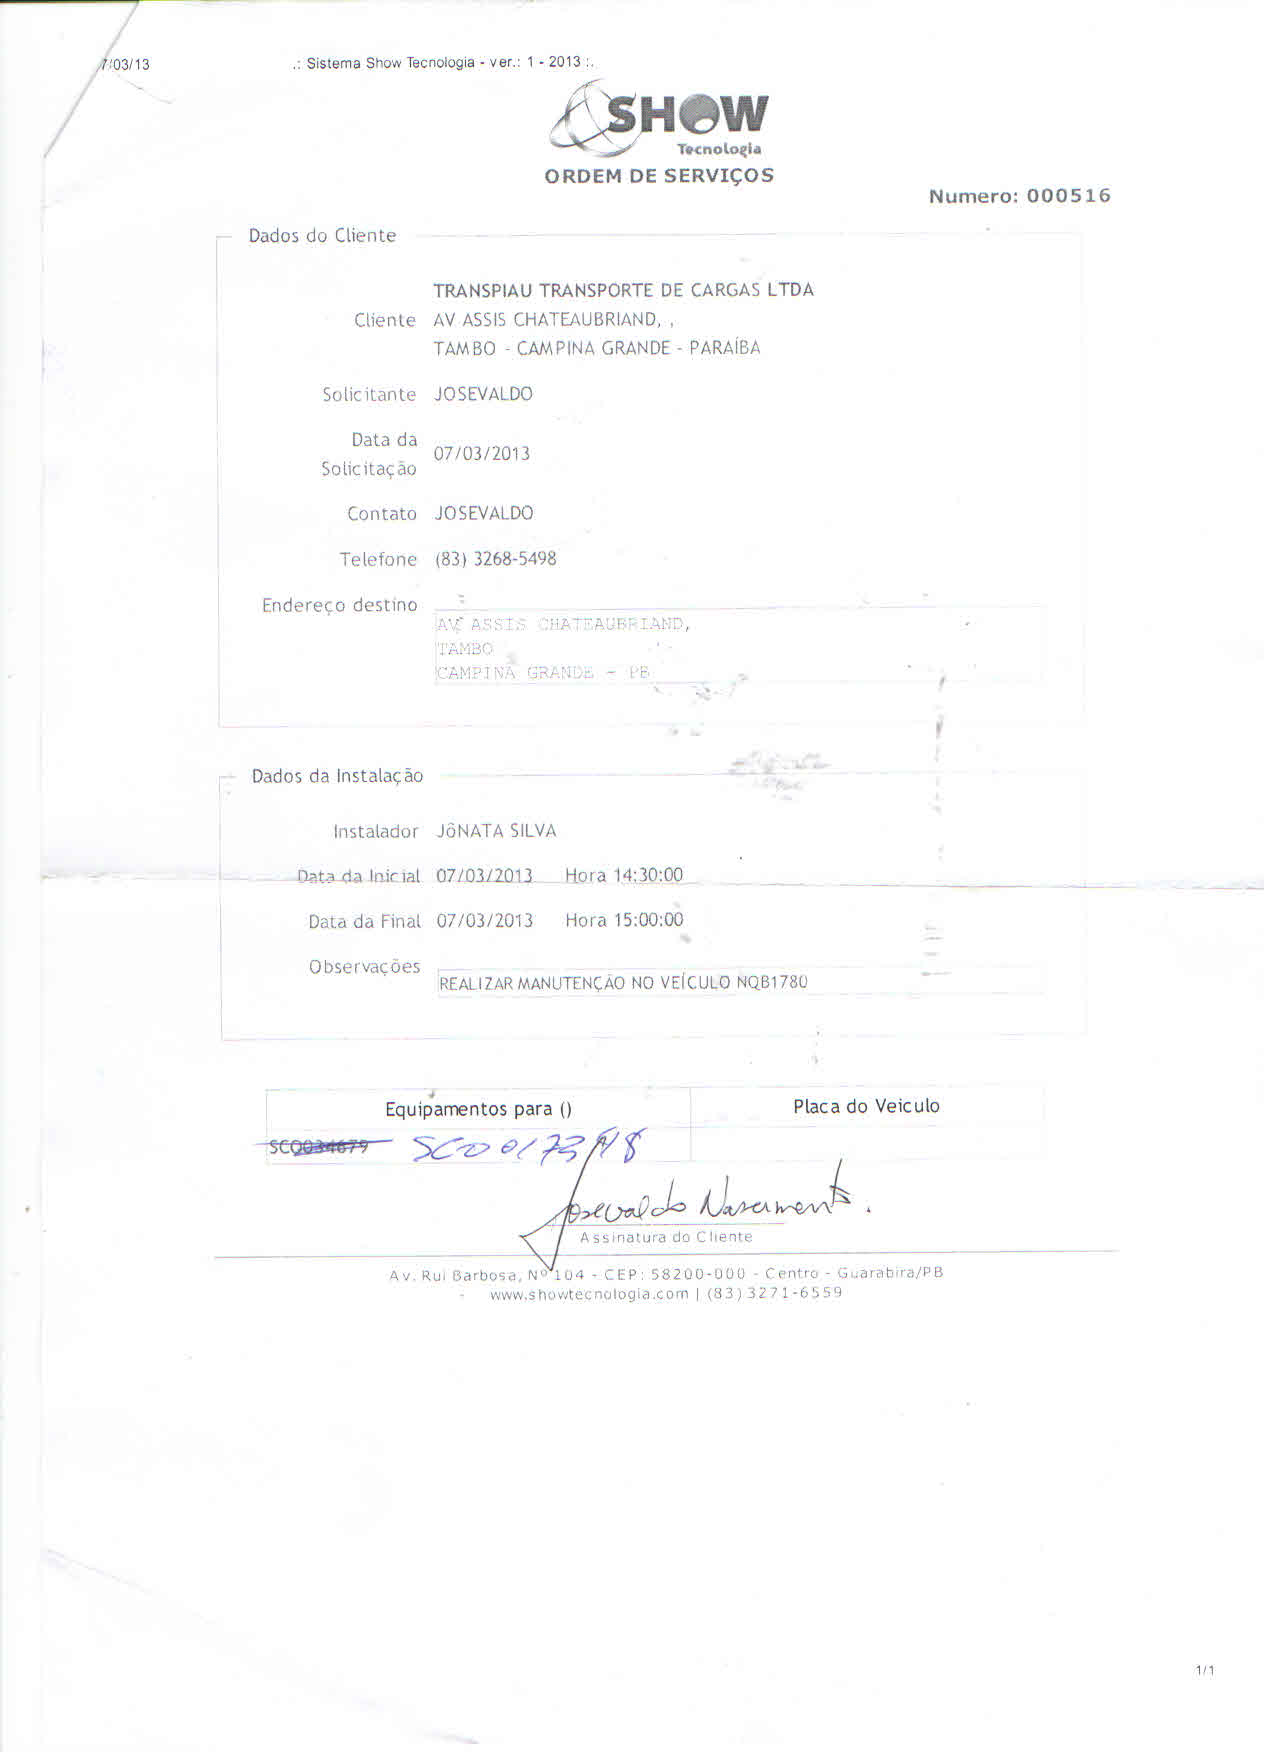 7/03/13 .: Sistema Show Tecnologia - ver.: 1 - 2013 :.
SHOW
Tecnologia
ORDEM DE SERVIÇOS
Numero: 000516
Dados do Cliente
TRANSPIAU TRANSPORTE DE CARGAS LTDA
Cliente AV ASSIS CHATEAUBRIAND, ,
TAMBO - CAMPINA GRANDE - PARAÍBA
Solicitante JOSEVALDO
Data da
Solicitação 07/03/2013
Contato JOSEVALDO
Telefone (83) 3268-5498
Endereço destino
AV ASSIS CHATEAUBRIAND,
TAMBO
CAMPINA GRANDE - PB
Dados da Instalação
Instalador JÔNATA SILVA
Data da Inicial 07/03/2013 Hora 14:30:00
Data da Final 07/03/2013 Hora 15:00:00
Observações
REALIZAR MANUTENÇÃO NO VEÍCULO NQB1780
Equipamentos para () Placa do Veiculo
SCO034679
Josevaldo Nascimento.
Assinatura do Cliente
Av. Rui Barbosa, Nº 104 - CEP: 58200-000 - Centro - Guarabira/PB
- www.showtecnologia.com | (83)3271-6559
1/1